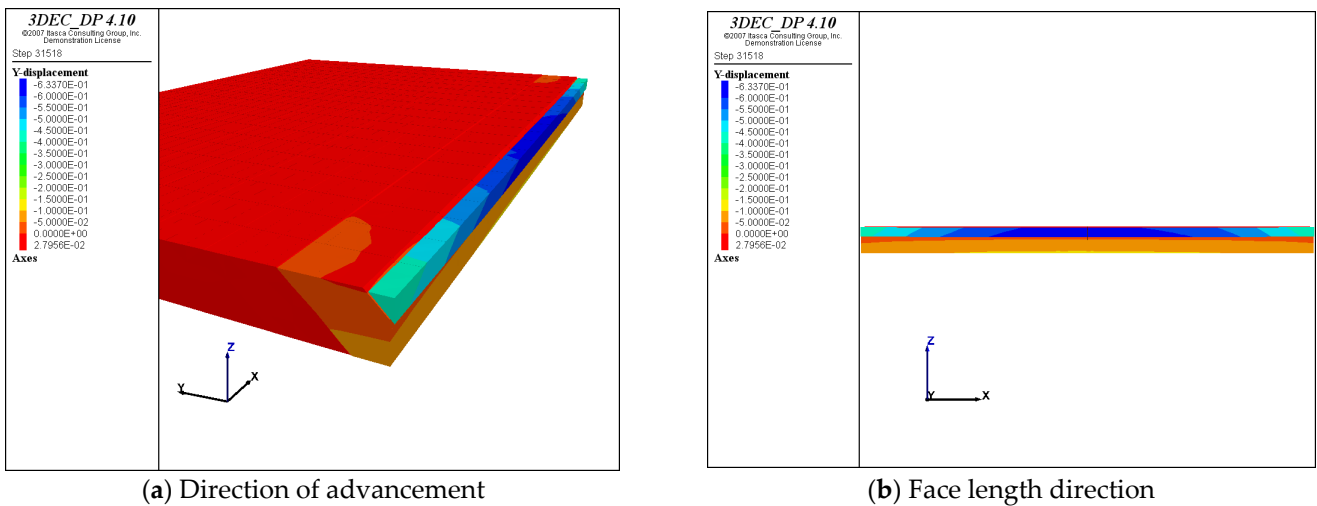 3DEC_DP 4.10
©2007 Itasca Consulting Group, Inc.
Demonstration License
Step 31518
Y-displacement
-6.3370E-01
-6.0000E-01
-5.5000E-01
-5.0000E-01
-4.5000E-01
-4.0000E-01
-3.5000E-01
-3.0000E-01
-2.5000E-01
-2.0000E-01
-1.5000E-01
-1.0000E-01
-5.0000E-02
0.0000E+00
2.7956E-02
Axes
Z
Y
X
(a) Direction of advancement
3DEC_DP 4.10
©2007 Itasca Consulting Group, Inc.
Demonstration License
Step 31518
Y-displacement
-6.3370E-01
-6.0000E-01
-5.5000E-01
-5.0000E-01
-4.5000E-01
-4.0000E-01
-3.5000E-01
-3.0000E-01
-2.5000E-01
-2.0000E-01
-1.5000E-01
-1.0000E-01
-5.0000E-02
0.0000E+00
2.7956E-02
Axes
Z
Y
X
(b) Face length direction